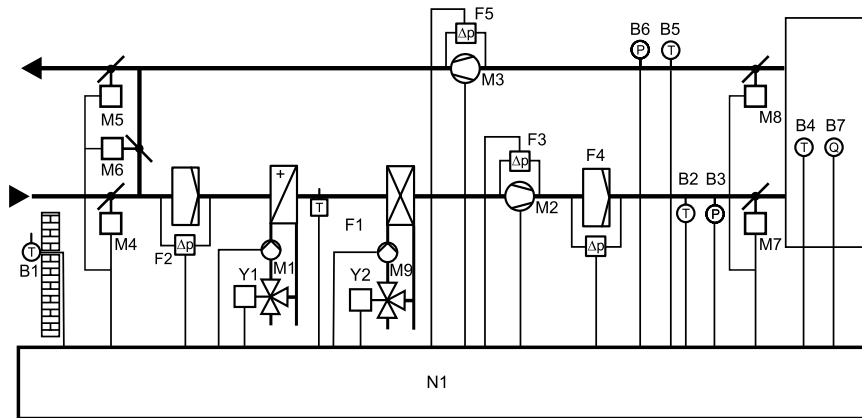 F5
B6 B5
Δp
P T
M3
M5
M8
M6
F3
F4
B4 B7
Δp
T Q
+
B2 B3
M2
T
F1
T P
M4
M7
T
B1
F2
Δp
Δp
Y1
M1
Y2
M9
N1